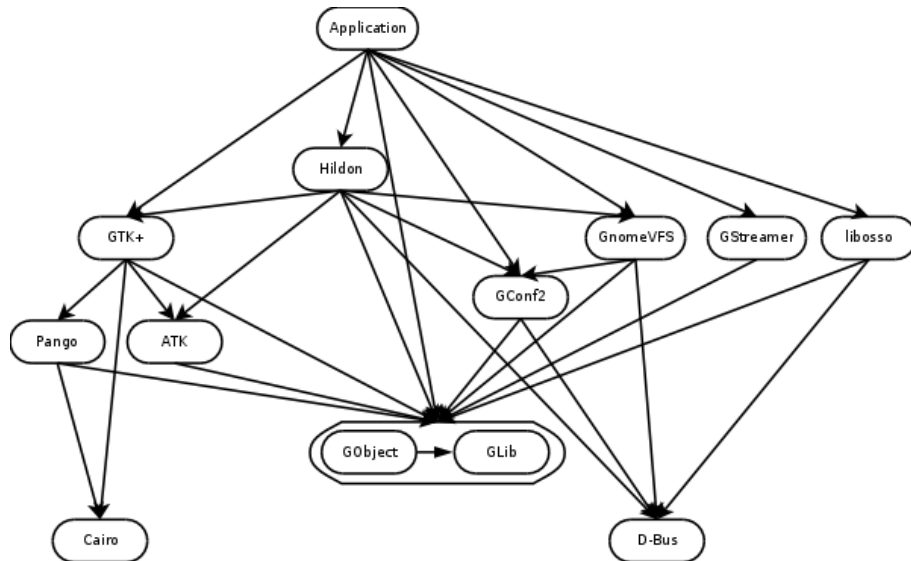 Application
Hildon
GTK+
GnomeVFS
GStreamer
libosso
GConf2
Pango
ATK
GObject
GLib
Cairo
D-Bus